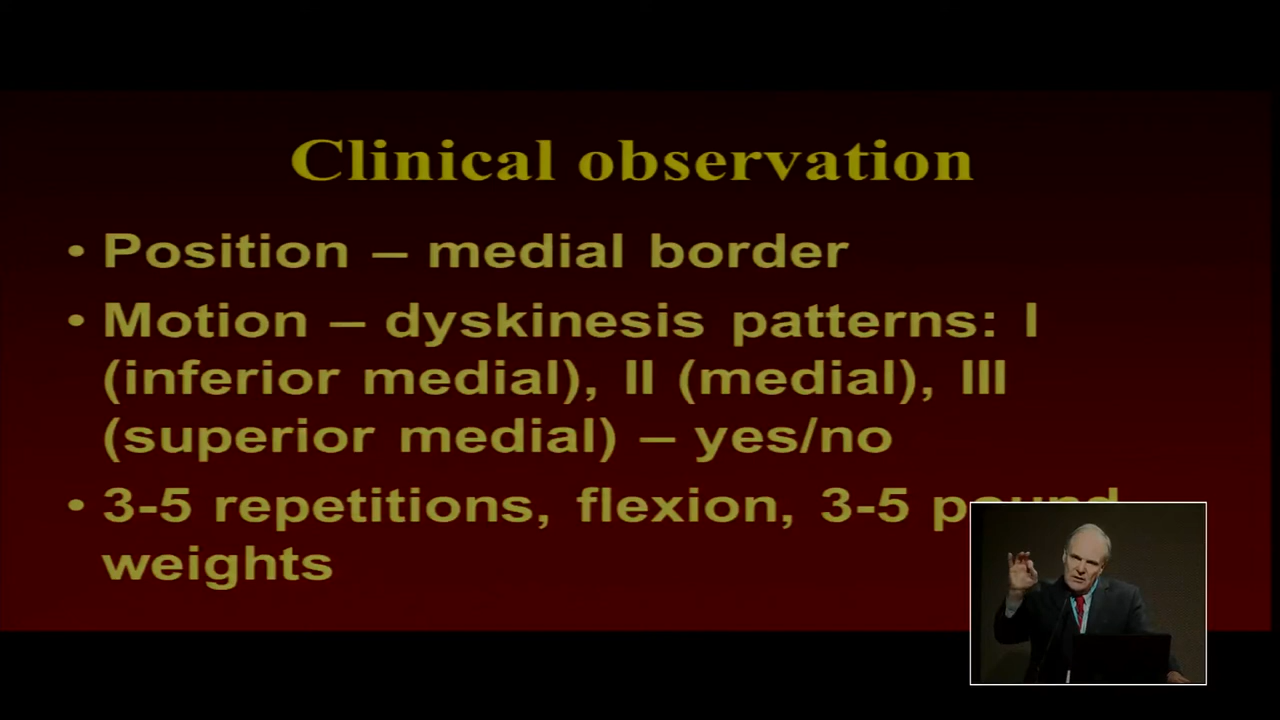 Clinical observation
• Position – medial border
• Motion – dyskinesis patterns: I
(inferior medial), II (medial), III
(superior medial) – yes/no
• 3-5 repetitions, flexion, 3-5 pound
weights